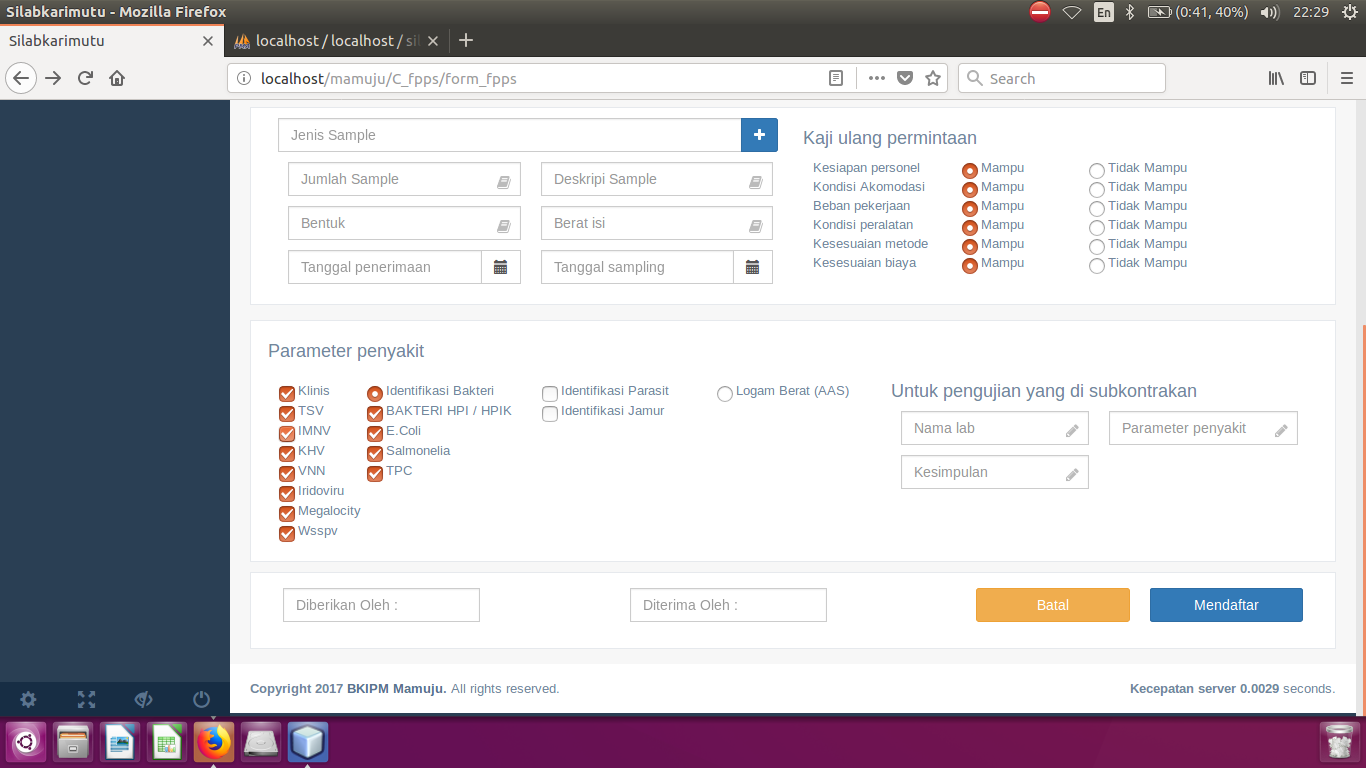 Silabkarimutu - Mozilla Firefox
En (0:41, 40%) 22:29
Silabkarimutu
localhost / localhost / sil
localhost/mamuju/C_fpps/form_fpps
Search
Jenis Sample
Jumlah Sample
Deskripi Sample
Bentuk
Berat isi
Tanggal penerimaan
Tanggal sampling
Kaji ulang permintaan
Kesiapan personel Mampu Tidak Mampu
Kondisi Akomodasi Mampu Tidak Mampu
Beban pekerjaan Mampu Tidak Mampu
Kondisi peralatan Mampu Tidak Mampu
Kesesuaian metode Mampu Tidak Mampu
Kesesuaian biaya Mampu Tidak Mampu
Parameter penyakit
Klinis
TSV
IMNV
KHV
VNN
Iridoviru
Megalocity
Wsspv
Identifikasi Bakteri
BAKTERI HPI / HPIK
E.Coli
Salmonelia
TPC
Identifikasi Parasit
Identifikasi Jamur
Logam Berat (AAS)
Untuk pengujian yang di subkontrakan
Nama lab
Parameter penyakit
Kesimpulan
Diberikan Oleh :
Diterima Oleh :
Batal
Mendaftar
Copyright 2017 BKIPM Mamuju. All rights reserved.
Kecepatan server 0.0029 seconds.